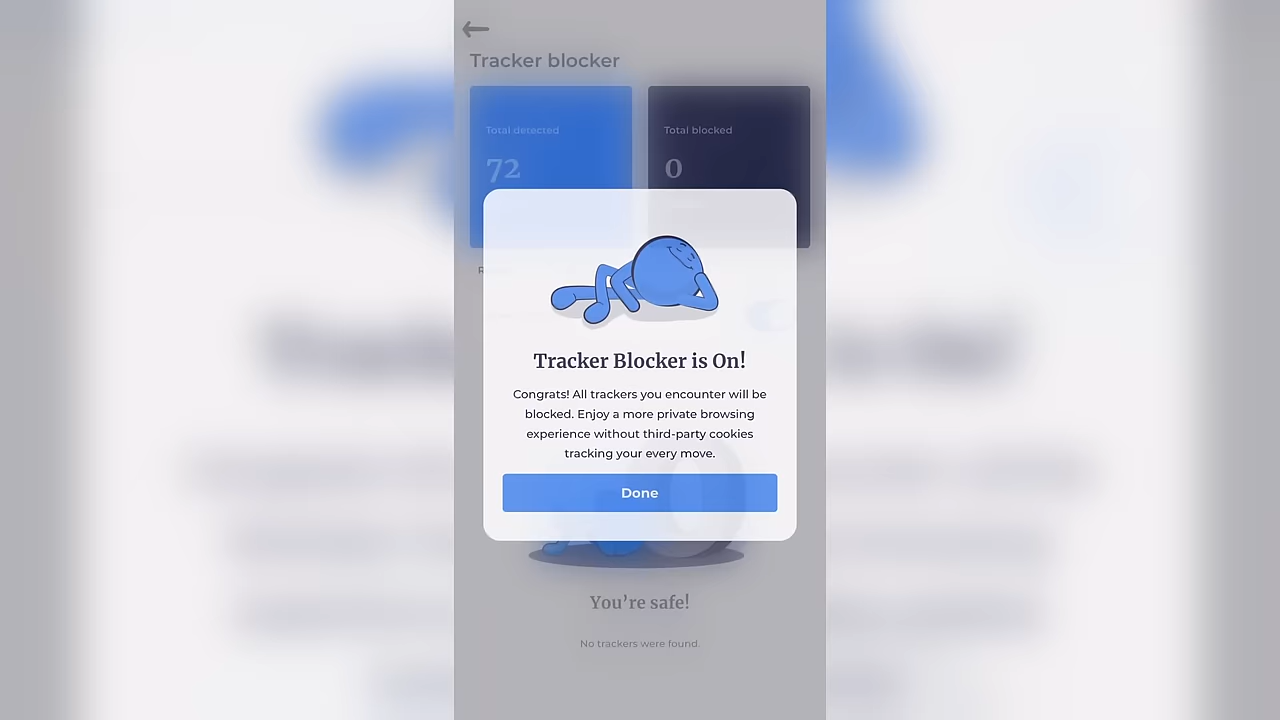 Tracker blocker
Total detected
Total blocked
72
0
Tracker Blocker is On!
Congrats! All trackers you encounter will be
blocked. Enjoy a more private browsing
experience without third-party cookies
tracking your every move.
Done
You’re safe!
No trackers were found.